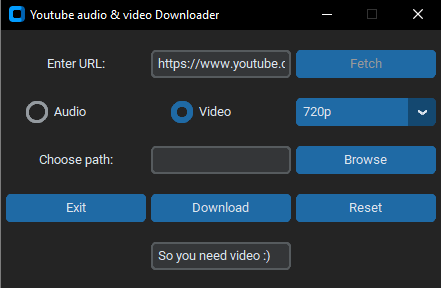 Youtube audio & video Downloader
Enter URL: https://www.youtube.c Fetch
Audio Video 720p
Choose path: Browse
Exit Download Reset
So you need video :)